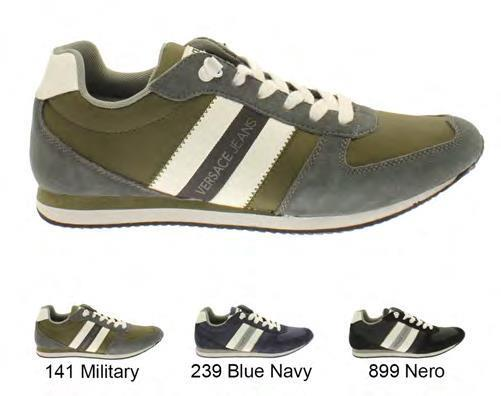 VERSACE JEANS
141 Military
239 Blue Navy
899 Nero